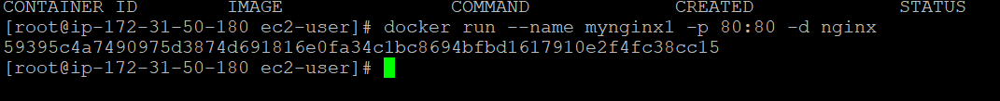 CONTAINER ID IMAGE COMMAND CREATED STATUS
[root@ip-172-31-50-180 ec2-user]# docker run --name mynginx1 -p 80:80 -d nginx
59395c4a7490975d3874d691816e0fa34c1bc8694bfbd1617910e2f4fc38cc15
[root@ip-172-31-50-180 ec2-user]#